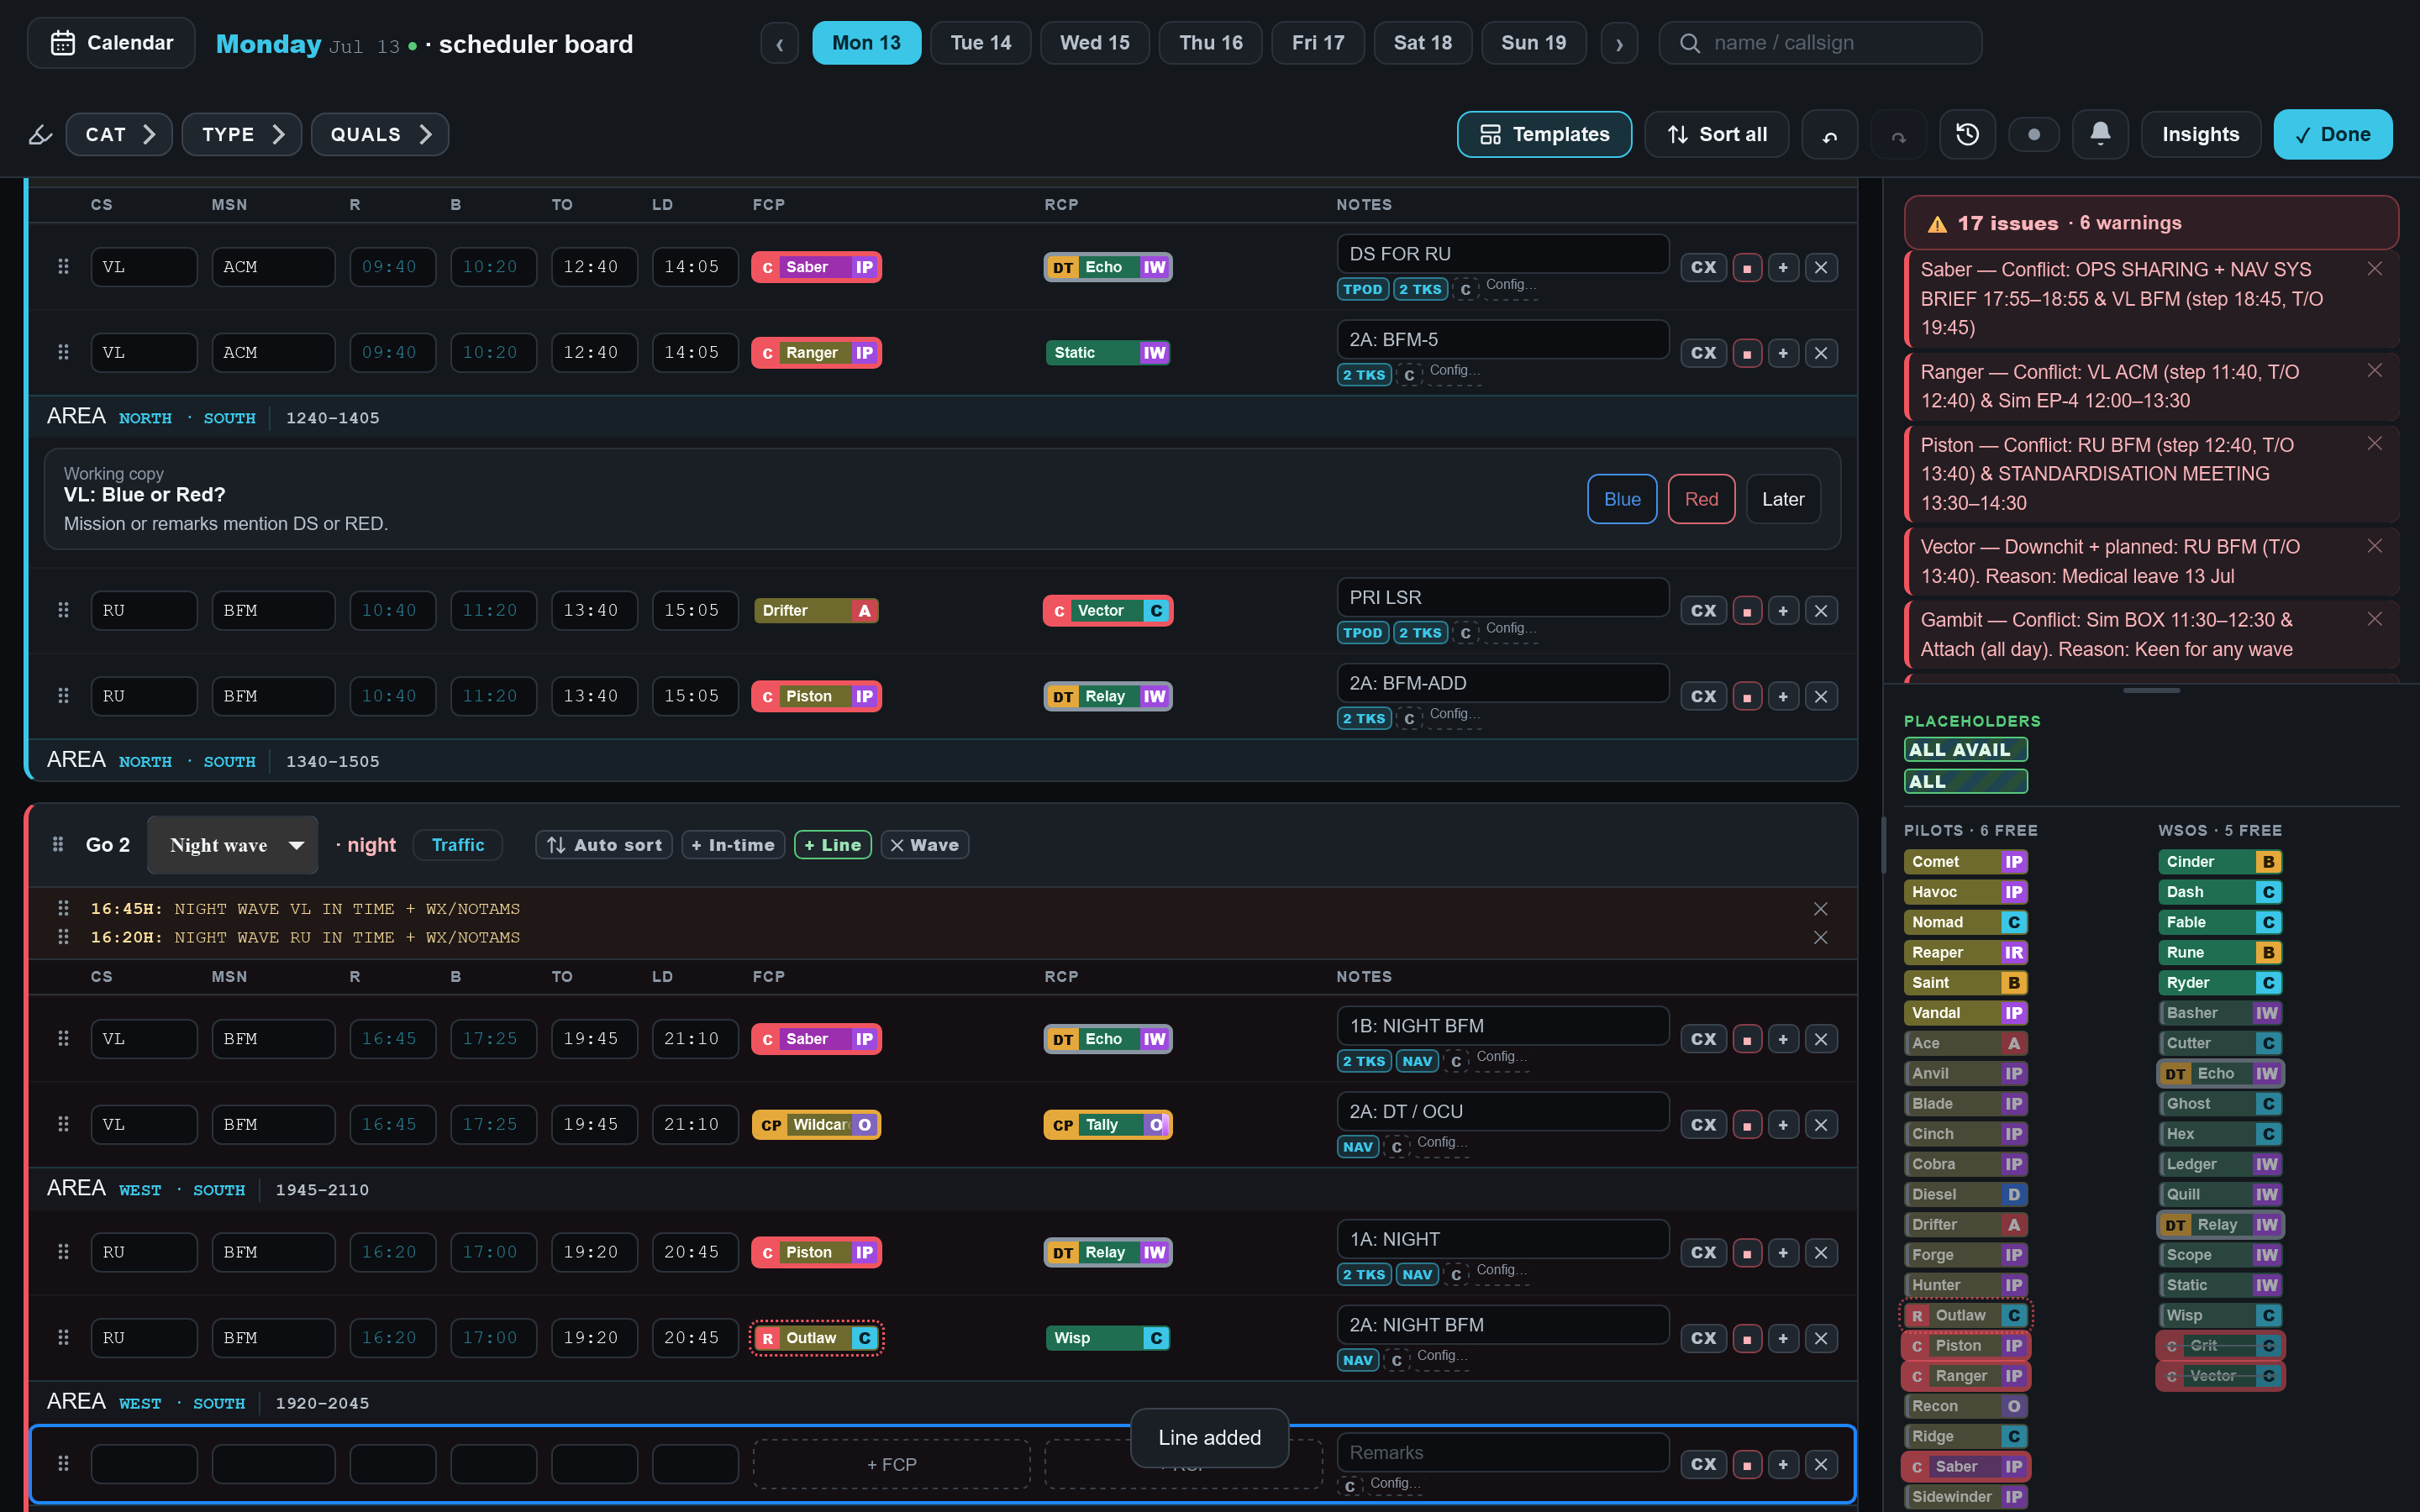 Calendar
Monday Jul 13 · scheduler board
Mon 13
Tue 14
Wed 15
Thu 16
Fri 17
Sat 18
Sun 19
name / callsign
CAT
TYPE
QUALS
Templates
Sort all
Insights
✓ Done
CS MSN R B TO LD FCP RCP NOTES
VL ACM 09:40 10:20 12:40 14:05 C Saber IP DT Echo IW DS FOR RU CX
TPOD 2 TKS C Config...
VL ACM 09:40 10:20 12:40 14:05 C Ranger IP Static IW 2A: BFM-5 CX
2 TKS C Config...
AREA NORTH · SOUTH 1240–1405
Working copy
VL: Blue or Red?
Mission or remarks mention DS or RED.
Blue Red Later
RU BFM 10:40 11:20 13:40 15:05 Drifter A C Vector C PRI LSR CX
TPOD 2 TKS C Config...
RU BFM 10:40 11:20 13:40 15:05 C Piston IP DT Relay IW 2A: BFM-ADD CX
2 TKS C Config...
AREA NORTH · SOUTH 1340–1505
Go 2 Night wave · night Traffic Auto sort + In-time + Line Wave
16:45H: NIGHT WAVE VL IN TIME + WX/NOTAMS
16:20H: NIGHT WAVE RU IN TIME + WX/NOTAMS
CS MSN R B TO LD FCP RCP NOTES
VL BFM 16:45 17:25 19:45 21:10 C Saber IP DT Echo IW 1B: NIGHT BFM CX
2 TKS NAV C Config...
VL BFM 16:45 17:25 19:45 21:10 CP Wildcar O CP Tally O 2A: DT / OCU CX
NAV C Config...
AREA WEST · SOUTH 1945–2110
RU BFM 16:20 17:00 19:20 20:45 C Piston IP DT Relay IW 1A: NIGHT CX
2 TKS NAV C Config...
RU BFM 16:20 17:00 19:20 20:45 R Outlaw C Wisp C 2A: NIGHT BFM CX
NAV C Config...
AREA WEST · SOUTH 1920–2045
+ FCP Remarks CX
C Config...
Line added
17 issues · 6 warnings
Saber — Conflict: OPS SHARING + NAV SYS
BRIEF 17:55–18:55 & VL BFM (step 18:45, T/O
19:45)
Ranger — Conflict: VL ACM (step 11:40, T/O
12:40) & Sim EP-4 12:00–13:30
Piston — Conflict: RU BFM (step 12:40, T/O
13:40) & STANDARDISATION MEETING
13:30–14:30
Vector — Downchit + planned: RU BFM (T/O
13:40). Reason: Medical leave 13 Jul
Gambit — Conflict: Sim BOX 11:30–12:30 &
Attach (all day). Reason: Keen for any wave
PLACEHOLDERS
ALL AVAIL
ALL
PILOTS · 6 FREE
Comet IP
Havoc IP
Nomad C
Reaper IR
Saint B
Vandal IP
Ace A
Anvil IP
Blade IP
Cinch IP
Cobra IP
Diesel D
Drifter A
Forge IP
Hunter IP
R Outlaw C
C Piston IP
C Ranger IP
Recon O
Ridge C
C Saber IP
Sidewinder IP
WSOS · 5 FREE
Cinder B
Dash C
Fable C
Rune B
Ryder C
Basher IW
Cutter C
DT Echo IW
Ghost C
Hex C
Ledger IW
Quill IW
DT Relay IW
Scope IW
Static IW
Wisp C
C Grit C
C Vector C